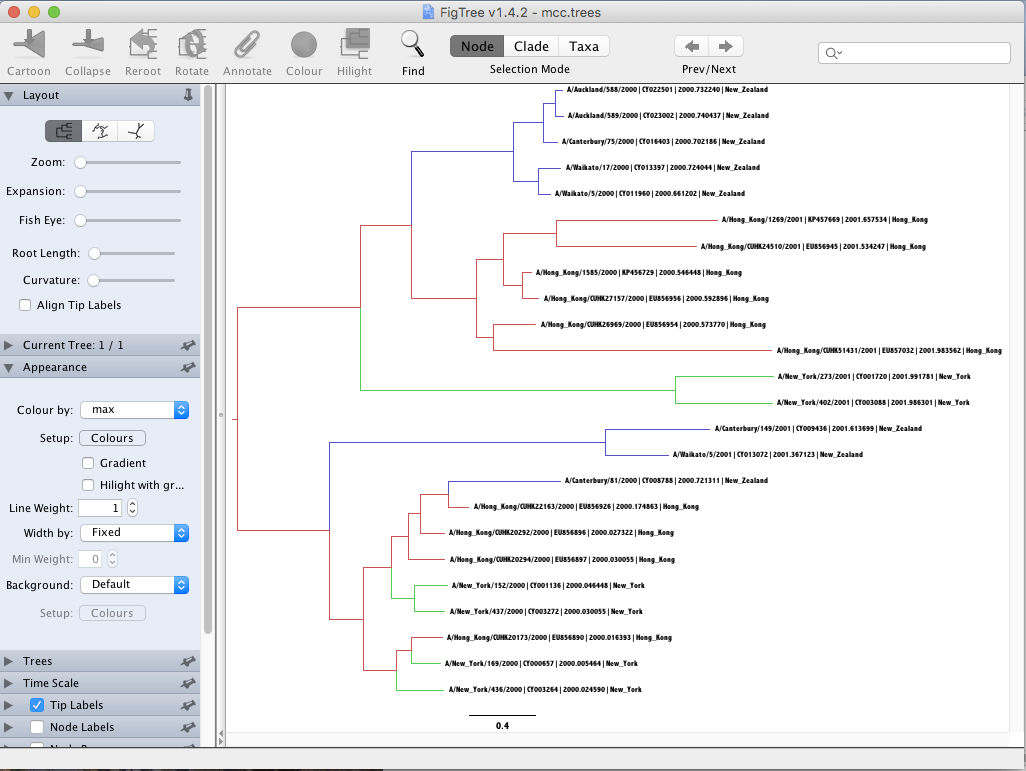 FigTree v1.4.2 - mcc.trees
Cartoon Collapse Reroot Rotate Annotate Colour Hilight Find
Node Clade Taxa
Selection Mode
Prev/Next
Layout
Zoom:
Expansion:
Fish Eye:
Root Length:
Curvature:
Align Tip Labels
Current Tree: 1 / 1
Appearance
Colour by: max
Setup: Colours
Gradient
Hilight with gr...
Line Weight: 1
Width by: Fixed
Min Weight: 0
Background: Default
Setup: Colours
Trees
Time Scale
Tip Labels
Node Labels
A/Auckland/588/2000 | CY022501 | 2000.732240 | New_Zealand
A/Auckland/589/2000 | CY023002 | 2000.740437 | New_Zealand
A/Canterbury/75/2000 | CY016403 | 2000.702186 | New_Zealand
A/Waikato/17/2000 | CY013397 | 2000.724044 | New_Zealand
A/Waikato/5/2000 | CY011960 | 2000.661202 | New_Zealand
A/Hong_Kong/1269/2001 | KP457669 | 2001.657534 | Hong_Kong
A/Hong_Kong/CUHK24510/2001 | EU856945 | 2001.534247 | Hong_Kong
A/Hong_Kong/1585/2000 | KP456729 | 2000.546448 | Hong_Kong
A/Hong_Kong/CUHK27157/2000 | EU856956 | 2000.592896 | Hong_Kong
A/Hong_Kong/CUHK26969/2000 | EU856954 | 2000.573770 | Hong_Kong
A/Hong_Kong/CUHK51431/2001 | EU857032 | 2001.983562 | Hong_Kong
A/New_York/273/2001 | CY001720 | 2001.991781 | New_York
A/New_York/402/2001 | CY003088 | 2001.986301 | New_York
A/Canterbury/149/2001 | CY009436 | 2001.613699 | New_Zealand
A/Waikato/5/2001 | CY013072 | 2001.367123 | New_Zealand
A/Canterbury/81/2000 | CY008788 | 2000.721311 | New_Zealand
A/Hong_Kong/CUHK22163/2000 | EU856926 | 2000.174863 | Hong_Kong
A/Hong_Kong/CUHK20292/2000 | EU856896 | 2000.027322 | Hong_Kong
A/Hong_Kong/CUHK20294/2000 | EU856897 | 2000.030055 | Hong_Kong
A/New_York/152/2000 | CY001136 | 2000.046448 | New_York
A/New_York/437/2000 | CY003272 | 2000.030055 | New_York
A/Hong_Kong/CUHK20173/2000 | EU856890 | 2000.016393 | Hong_Kong
A/New_York/169/2000 | CY000657 | 2000.005464 | New_York
A/New_York/436/2000 | CY003264 | 2000.024590 | New_York
0.4